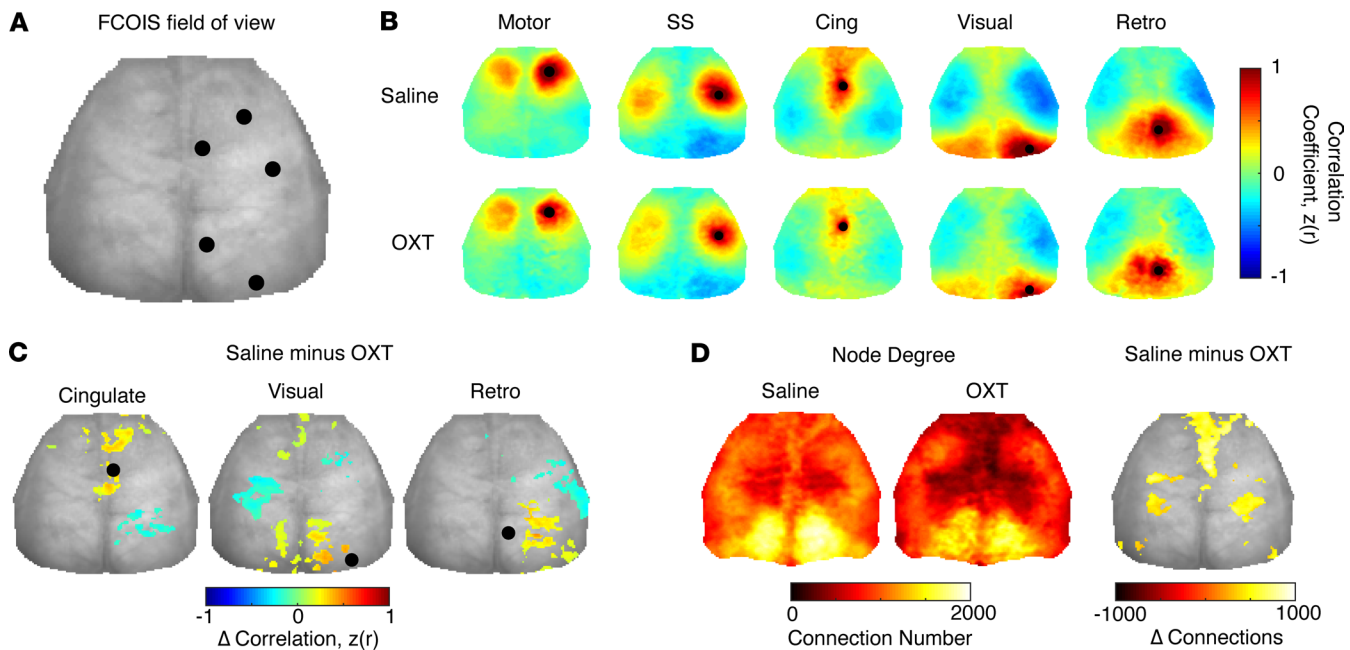 A
FCOIS field of view
B
Motor
SS
Cing
Visual
Retro
Saline
OXT
1
0
-1
Correlation
Coefficient, z(r)
C
Saline minus OXT
Cingulate
Visual
Retro
-1
0
1
Δ Correlation, z(r)
D
Node Degree
Saline minus OXT
Saline
OXT
0
2000
Connection Number
-1000
1000
Δ Connections